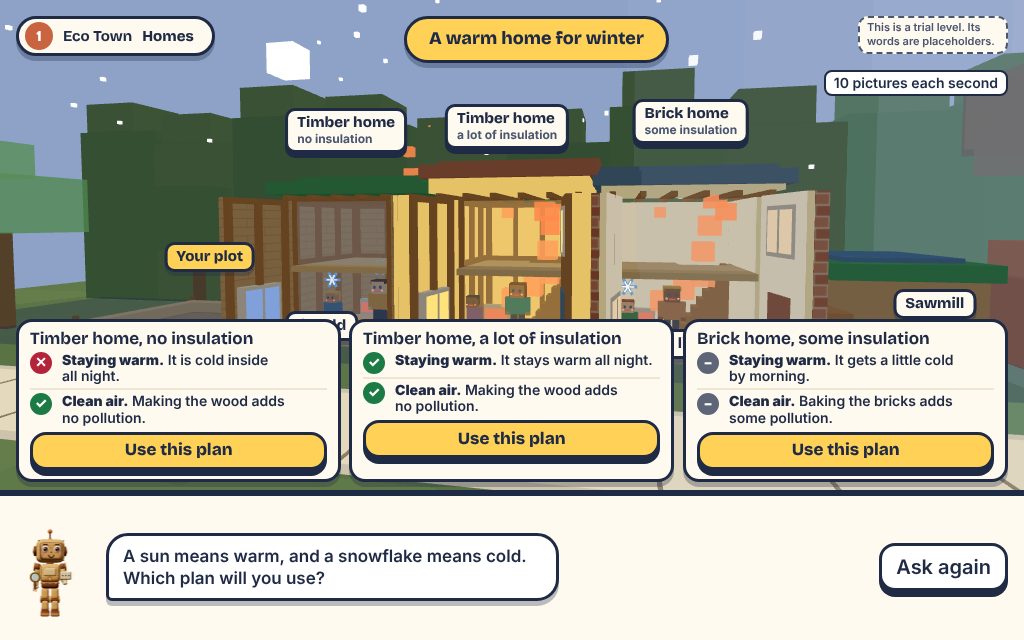 1 Eco Town Homes
A warm home for winter
This is a trial level. Its
words are placeholders.
10 pictures each second
Timber home
no insulation
Timber home
a lot of insulation
Brick home
some insulation
Your plot
Sawmill
Timber home, no insulation
Staying warm. It is cold inside
all night.
Clean air. Making the wood adds
no pollution.
Use this plan
Timber home, a lot of insulation
Staying warm. It stays warm all night.
Clean air. Making the wood adds
no pollution.
Use this plan
Brick home, some insulation
Staying warm. It gets a little cold
by morning.
Clean air. Baking the bricks adds
some pollution.
Use this plan
A sun means warm, and a snowflake means cold.
Which plan will you use?
Ask again